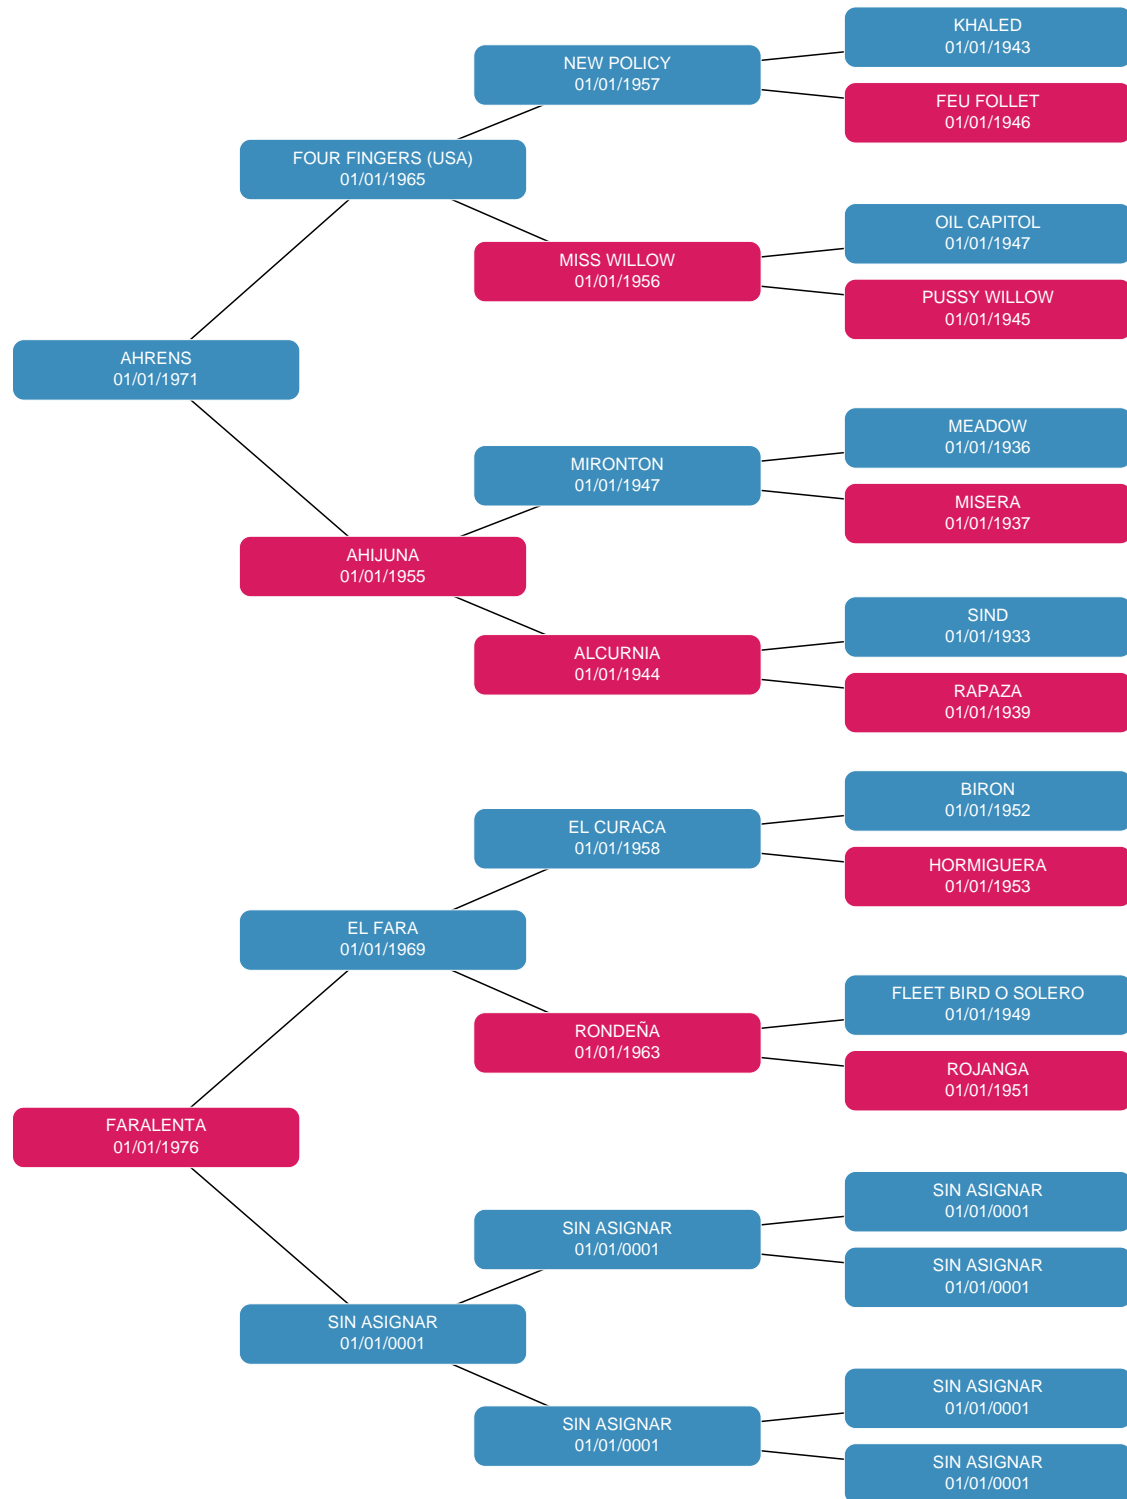 KHALED
01/01/1943
NEW POLICY
01/01/1957
FEU FOLLET
01/01/1946
FOUR FINGERS (USA)
01/01/1965
OIL CAPITOL
01/01/1947
MISS WILLOW
01/01/1956
PUSSY WILLOW
01/01/1945
AHRENS
01/01/1971
MEADOW
01/01/1936
MIRONTON
01/01/1947
MISERA
01/01/1937
AHIJUNA
01/01/1955
SIND
01/01/1933
ALCURNIA
01/01/1944
RAPAZA
01/01/1939
BIRON
01/01/1952
EL CURACA
01/01/1958
HORMIGUERA
01/01/1953
EL FARA
01/01/1969
FLEET BIRD O SOLERO
01/01/1949
RONDEÑA
01/01/1963
ROJANGA
01/01/1951
FARALENTA
01/01/1976
SIN ASIGNAR
01/01/0001
SIN ASIGNAR
01/01/0001
SIN ASIGNAR
01/01/0001
SIN ASIGNAR
01/01/0001
SIN ASIGNAR
01/01/0001
SIN ASIGNAR
01/01/0001
SIN ASIGNAR
01/01/0001